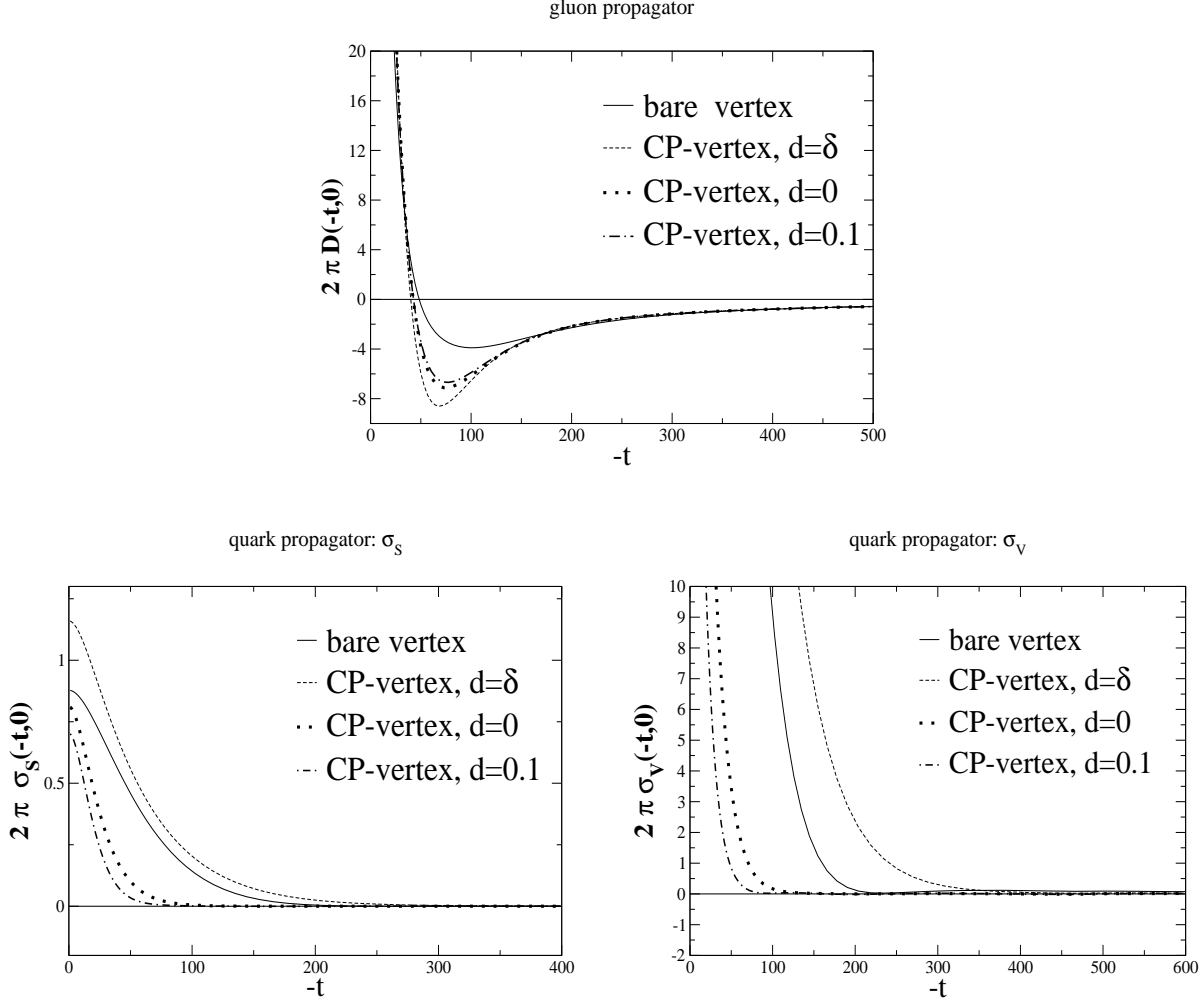 gluon propagator
20
16
12
8
4
0
-4
-8
2 π D(-t,0)
bare vertex
CP-vertex, d=δ
CP-vertex, d=0
CP-vertex, d=0.1
0 100 200 300 400 500
-t
quark propagator: σ_S
1
0.5
0
2 π σ_S(-t,0)
bare vertex
CP-vertex, d=δ
CP-vertex, d=0
CP-vertex, d=0.1
0 100 200 300 400
-t
quark propagator: σ_V
10
9
8
7
6
5
4
3
2
1
0
-1
-2
2 π σ_V(-t,0)
bare vertex
CP-vertex, d=δ
CP-vertex, d=0
CP-vertex, d=0.1
0 100 200 300 400 500 600
-t